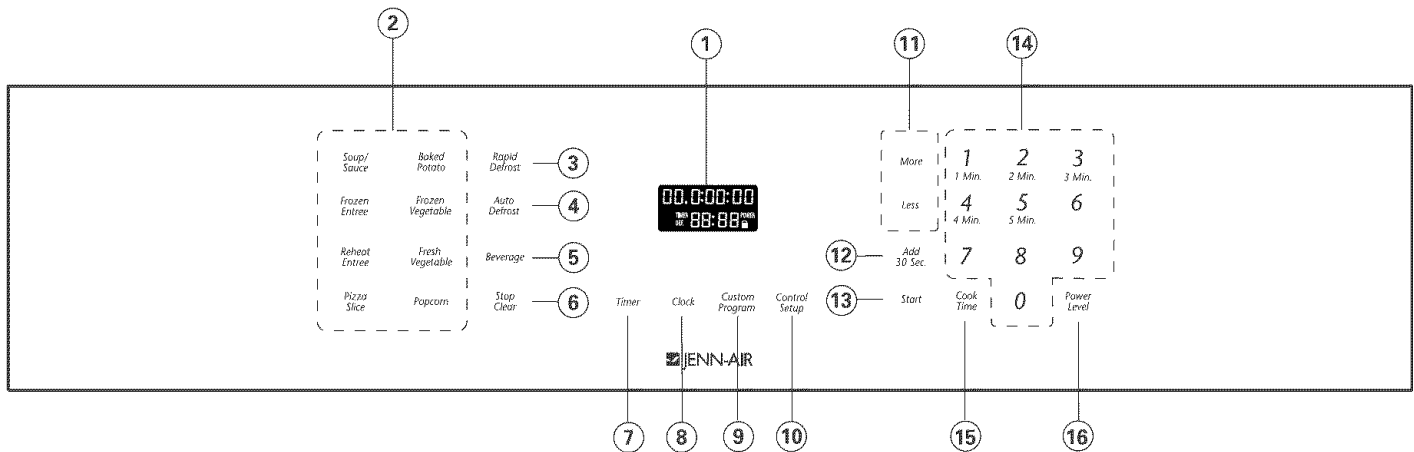 2
1
11
14
Soup/
Sauce
Baked
Potato
Rapid
Defrost
3
Frozen
Entree
Frozen
Vegetable
Auto
Defrost
4
Reheat
Entree
Fresh
Vegetable
Beverage
5
Pizza
Slice
Popcorn
Stop
Clear
6
00.0:00:00
TIMER
88:88
POWER
Timer
Clock
Custom
Program
Control
Setup
JENN-AIR
More
Less
12
Add
30 Sec.
13
Start
1
1 Min.
2
2 Min.
3
3 Min.
4
4 Min.
5
5 Min.
6
7
8
9
Cook
Time
0
Power
Level
7
8
9
10
15
16